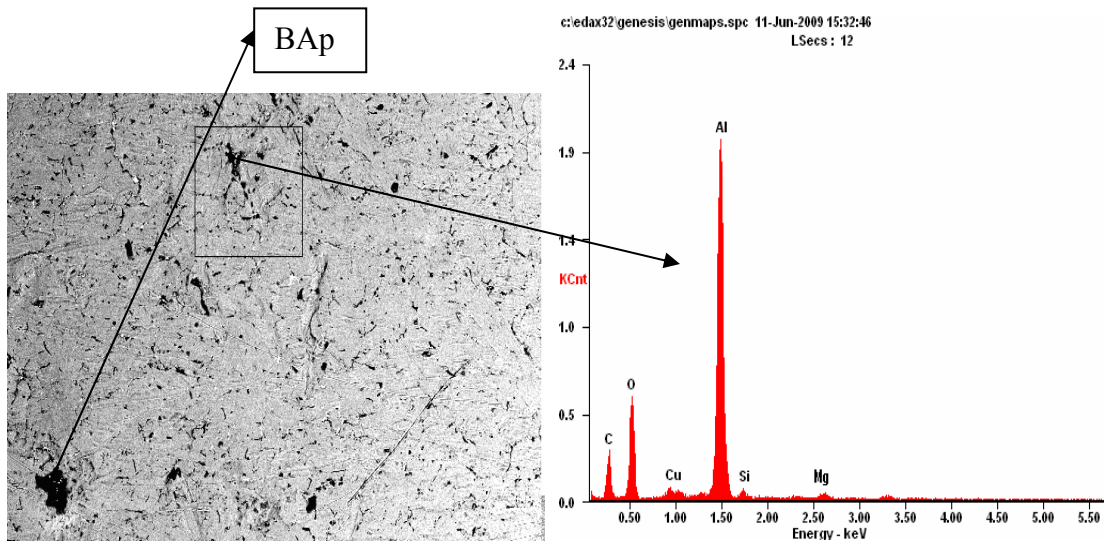 BAp
c:\edax32\genesis\genmaps.spc 11-Jun-2009 15:32:46
LSecs : 12
2.4
1.9
1.4
KCnt
1.0
0.5
0.0
Al
O
C
Cu
Si
Mg
0.50 1.00 1.50 2.00 2.50 3.00 3.50 4.00 4.50 5.00 5.50
Energy - keV